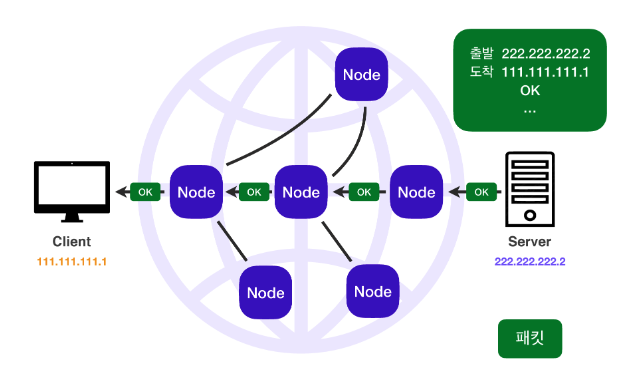 Node
출발 222.222.222.2
도착 111.111.111.1
OK
...
OK
Node
OK
Node
OK
Node
OK
Client
111.111.111.1
Server
222.222.222.2
Node
Node
패킷